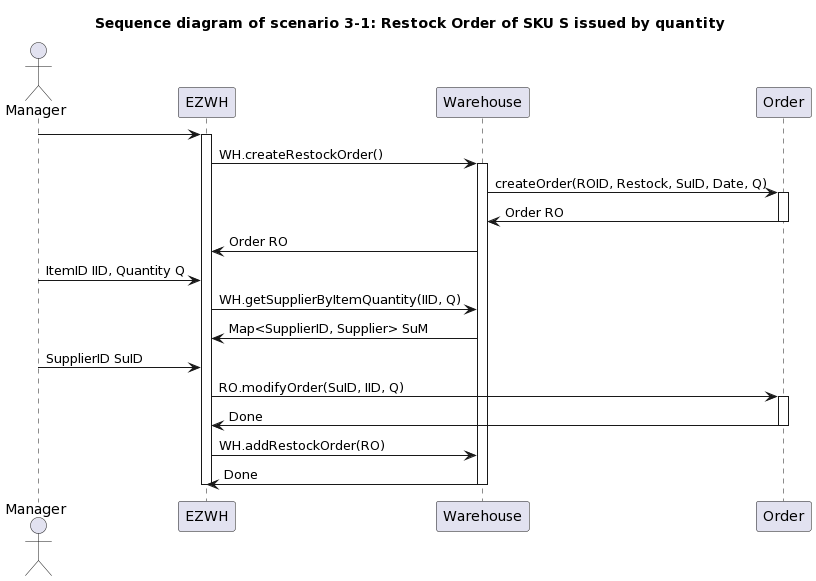 Sequence diagram of scenario 3-1: Restock Order of SKU S issued by quantity
Manager
EZWH
Warehouse
Order
WH.createRestockOrder()
createOrder(ROID, Restock, SuID, Date, Q)
Order RO
Order RO
ItemID IID, Quantity Q
WH.getSupplierByItemQuantity(IID, Q)
Map<SupplierID, Supplier> SuM
SupplierID SuID
RO.modifyOrder(SuID, IID, Q)
Done
WH.addRestockOrder(RO)
Done
Manager
EZWH
Warehouse
Order